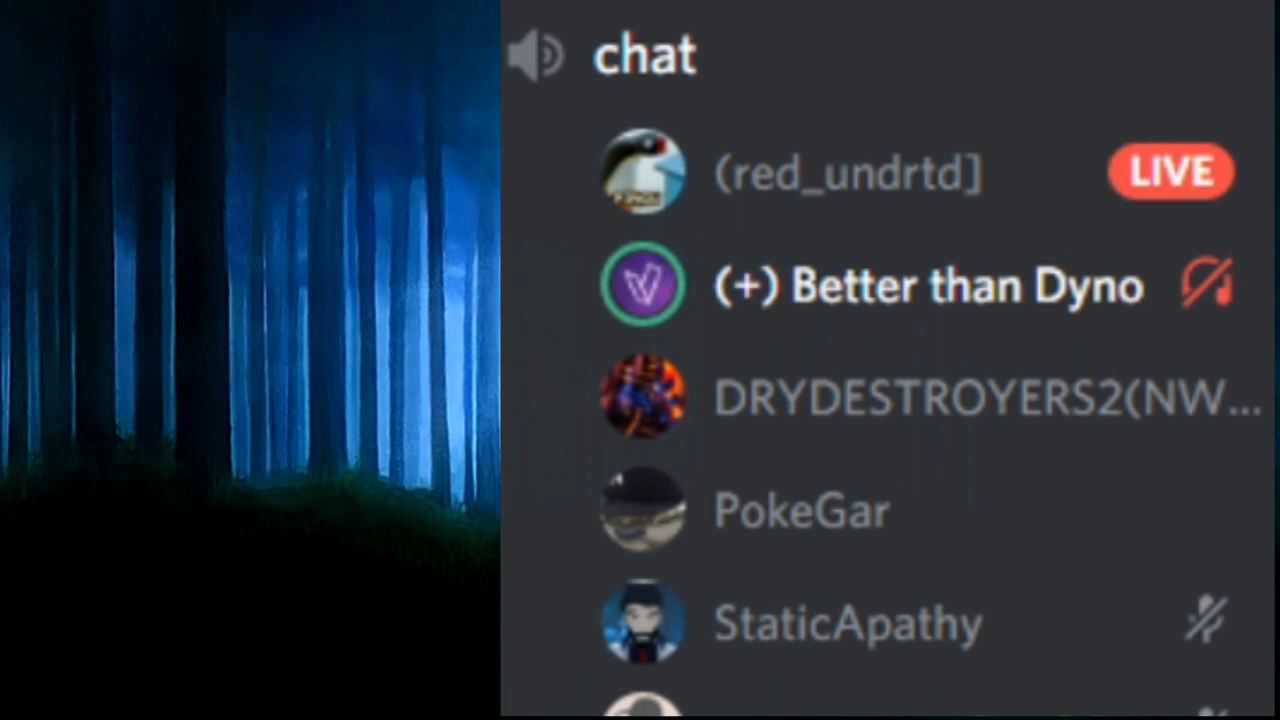 chat
(red_undrtd]
LIVE
(+) Better than Dyno
DRYDESTROYERS2(NW...
PokeGar
StaticApathy